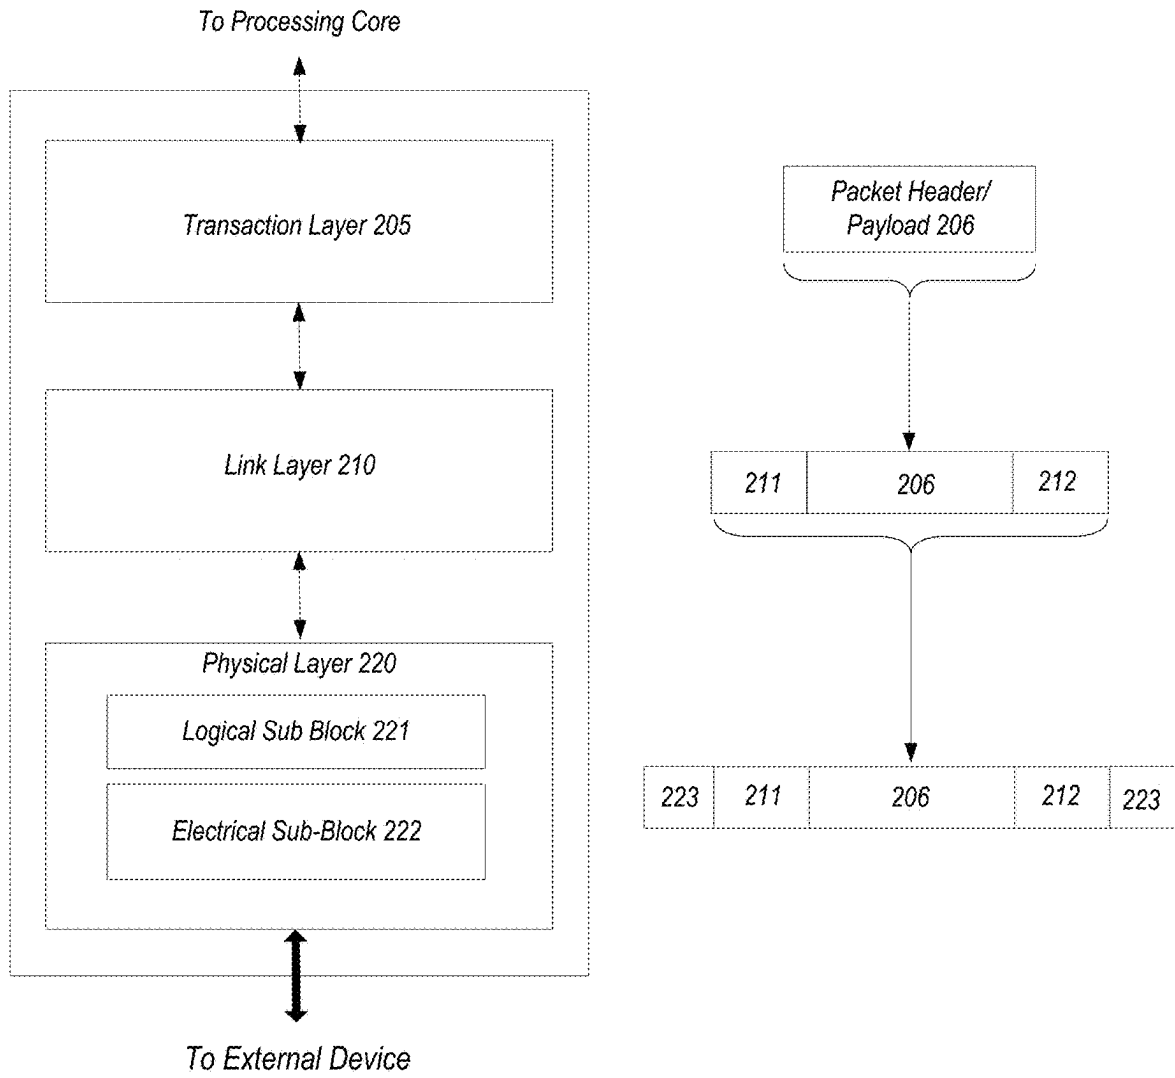 To Processing Core
Transaction Layer 205
Link Layer 210
Physical Layer 220
Logical Sub Block 221
Electrical Sub-Block 222
To External Device
Packet Header/
Payload 206
211 206 212
223 211 206 212 223